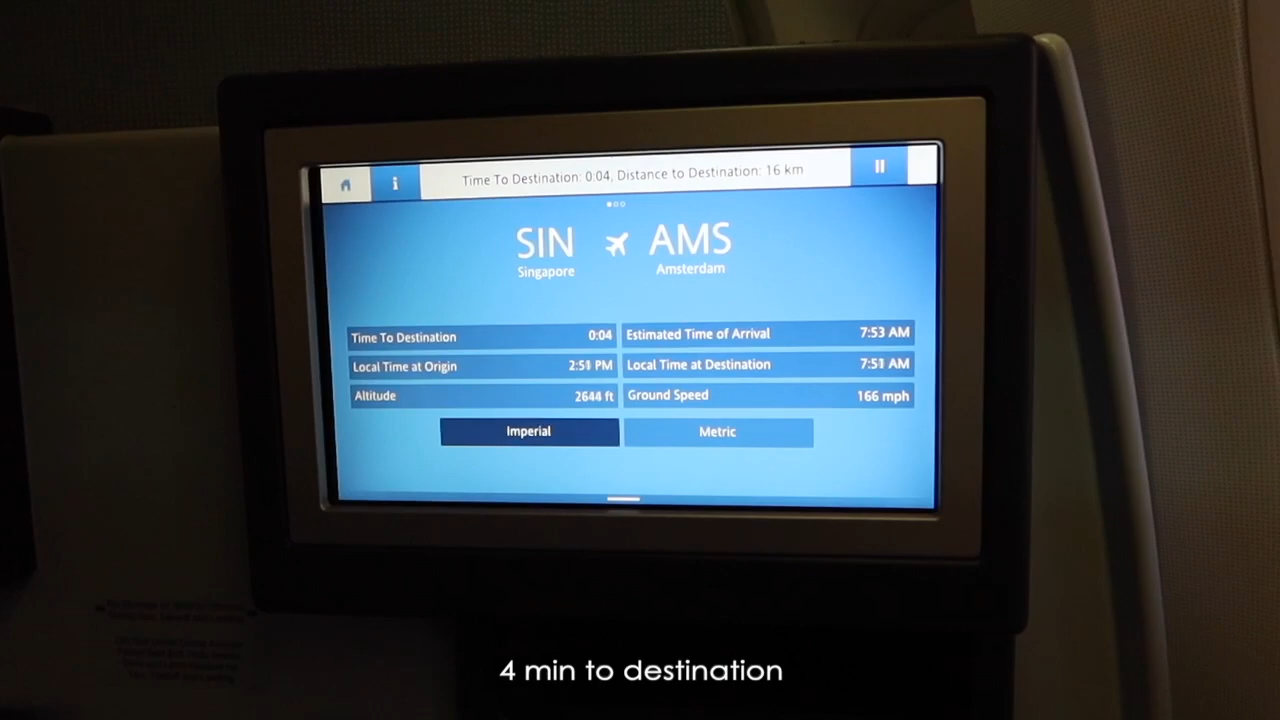 Time To Destination: 0:04, Distance to Destination: 16 km
SIN AMS
Singapore Amsterdam
Time To Destination 0:04 Estimated Time of Arrival 7:53 AM
Local Time at Origin 2:51 PM Local Time at Destination 7:51 AM
Altitude 2644 ft Ground Speed 166 mph
Imperial Metric
4 min to destination